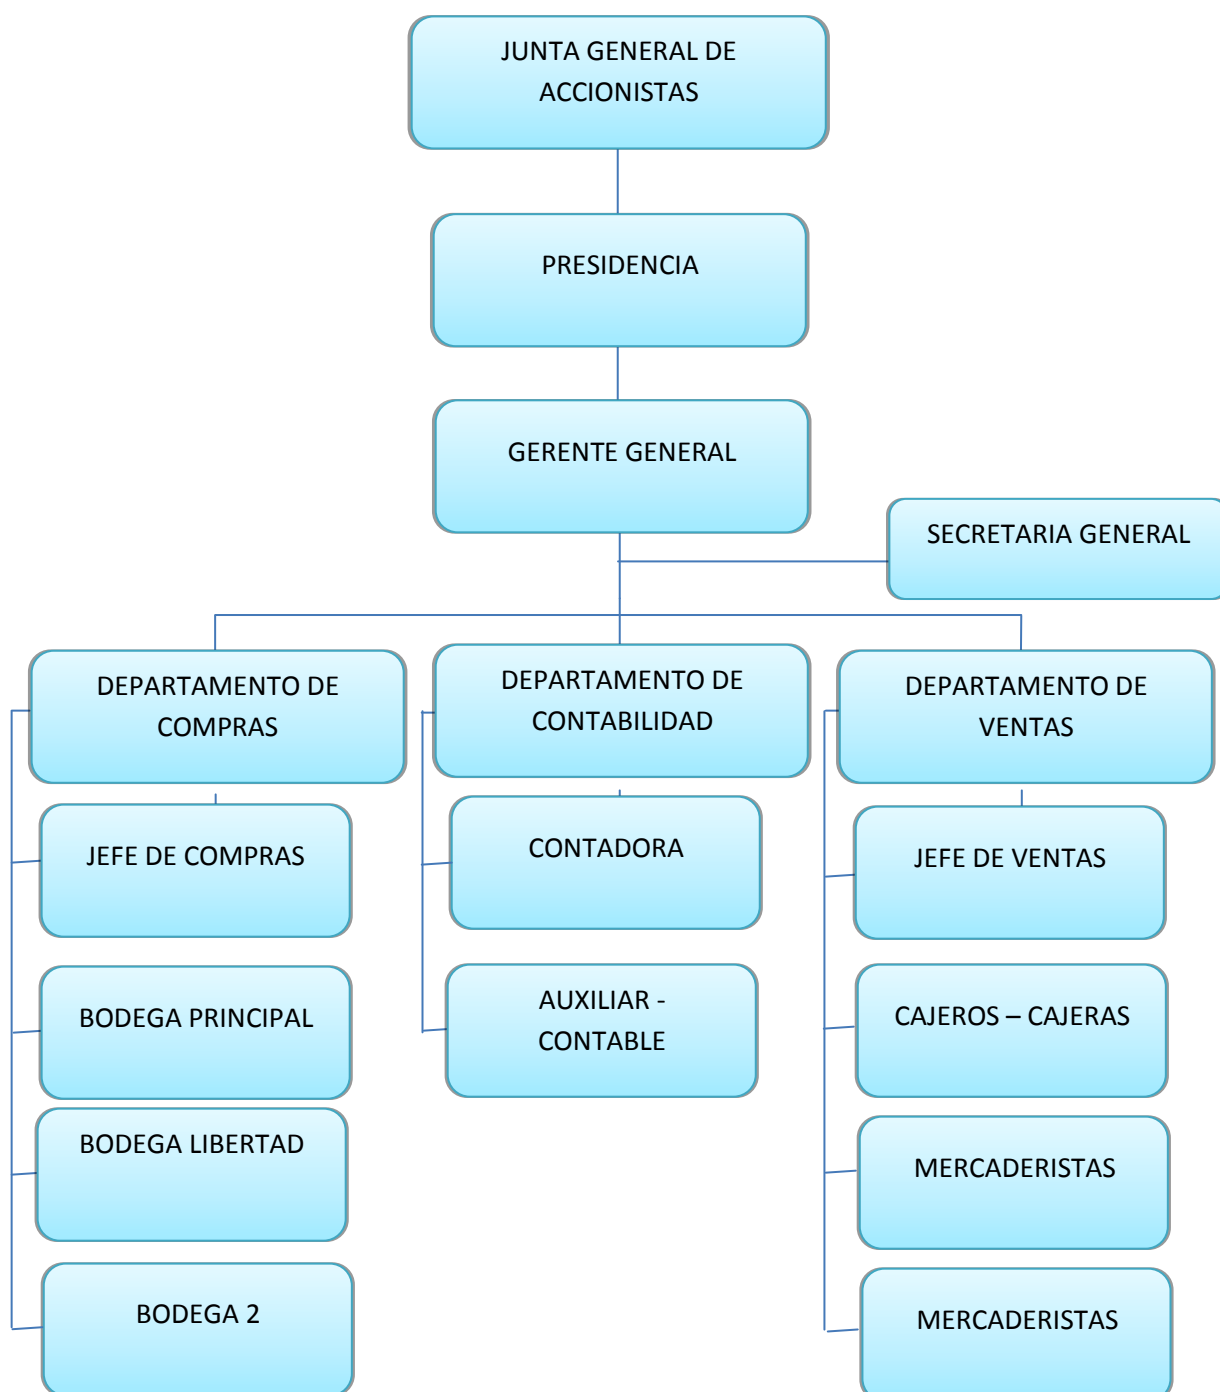 JUNTA GENERAL DE
ACCIONISTAS
PRESIDENCIA
GERENTE GENERAL
SECRETARIA GENERAL
DEPARTAMENTO DE
COMPRAS
DEPARTAMENTO DE
CONTABILIDAD
DEPARTAMENTO DE
VENTAS
JEFE DE COMPRAS
CONTADORA
JEFE DE VENTAS
BODEGA PRINCIPAL
AUXILIAR -
CONTABLE
CAJEROS – CAJERAS
BODEGA LIBERTAD
MERCADERISTAS
BODEGA 2
MERCADERISTAS